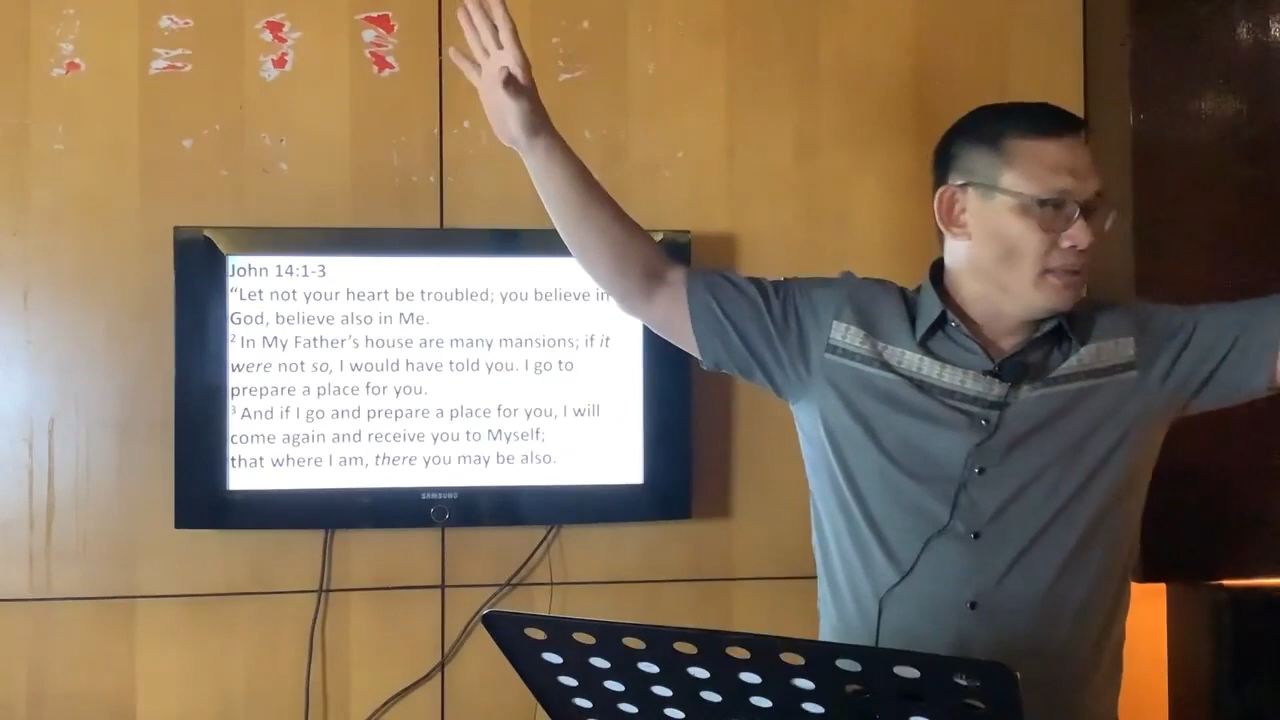 John 14:1-3
“Let not your heart be troubled; you believe in
God, believe also in Me.
² In My Father’s house are many mansions; if it
were not so, I would have told you. I go to
prepare a place for you.
³ And if I go and prepare a place for you, I will
come again and receive you to Myself;
that where I am, there you may be also.
SAMSUNG